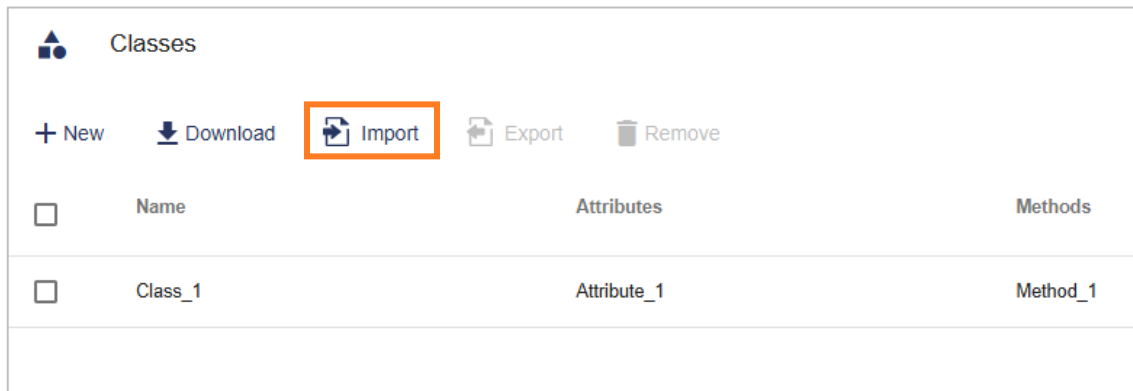 Classes
New Download Import Export Remove
Name Attributes Methods
Class_1 Attribute_1 Method_1